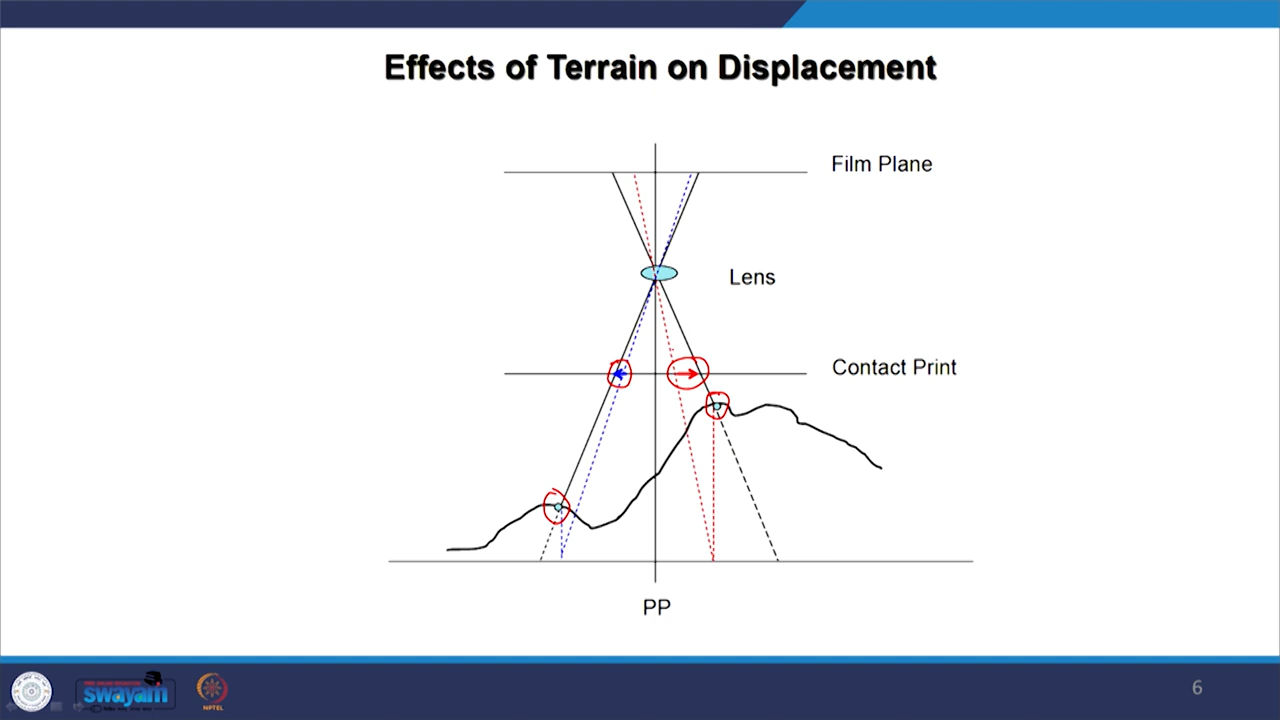 Effects of Terrain on Displacement
Film Plane
Lens
Contact Print
PP
swayam
NPTEL
6